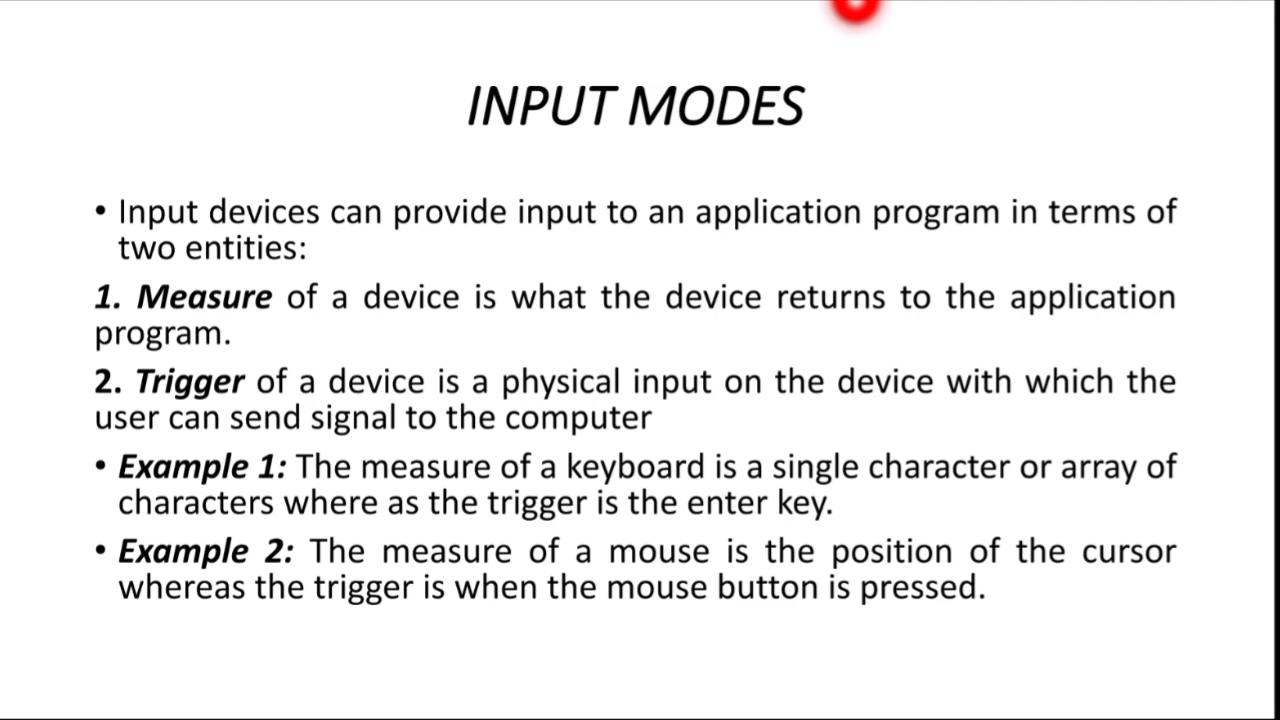 INPUT MODES
• Input devices can provide input to an application program in terms of
two entities:
1. Measure of a device is what the device returns to the application
program.
2. Trigger of a device is a physical input on the device with which the
user can send signal to the computer
• Example 1: The measure of a keyboard is a single character or array of
characters where as the trigger is the enter key.
• Example 2: The measure of a mouse is the position of the cursor
whereas the trigger is when the mouse button is pressed.